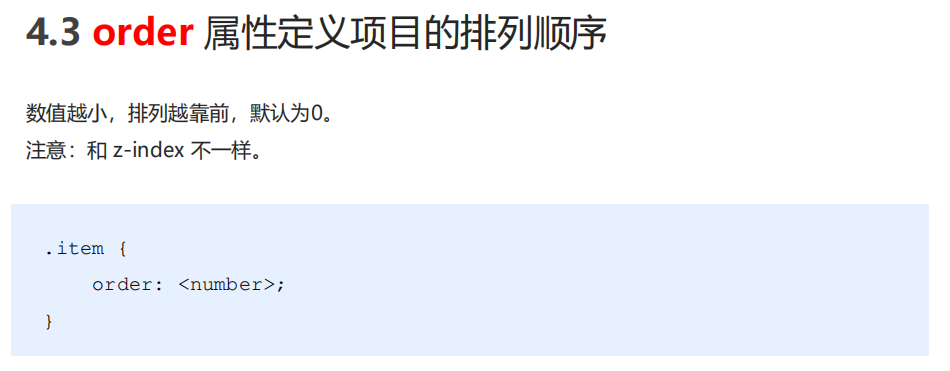 4.3 order 属性定义项目的排列顺序
数值越小，排列越靠前，默认为0。
注意：和 z-index 不一样。
.item {
    order: <number>;
}